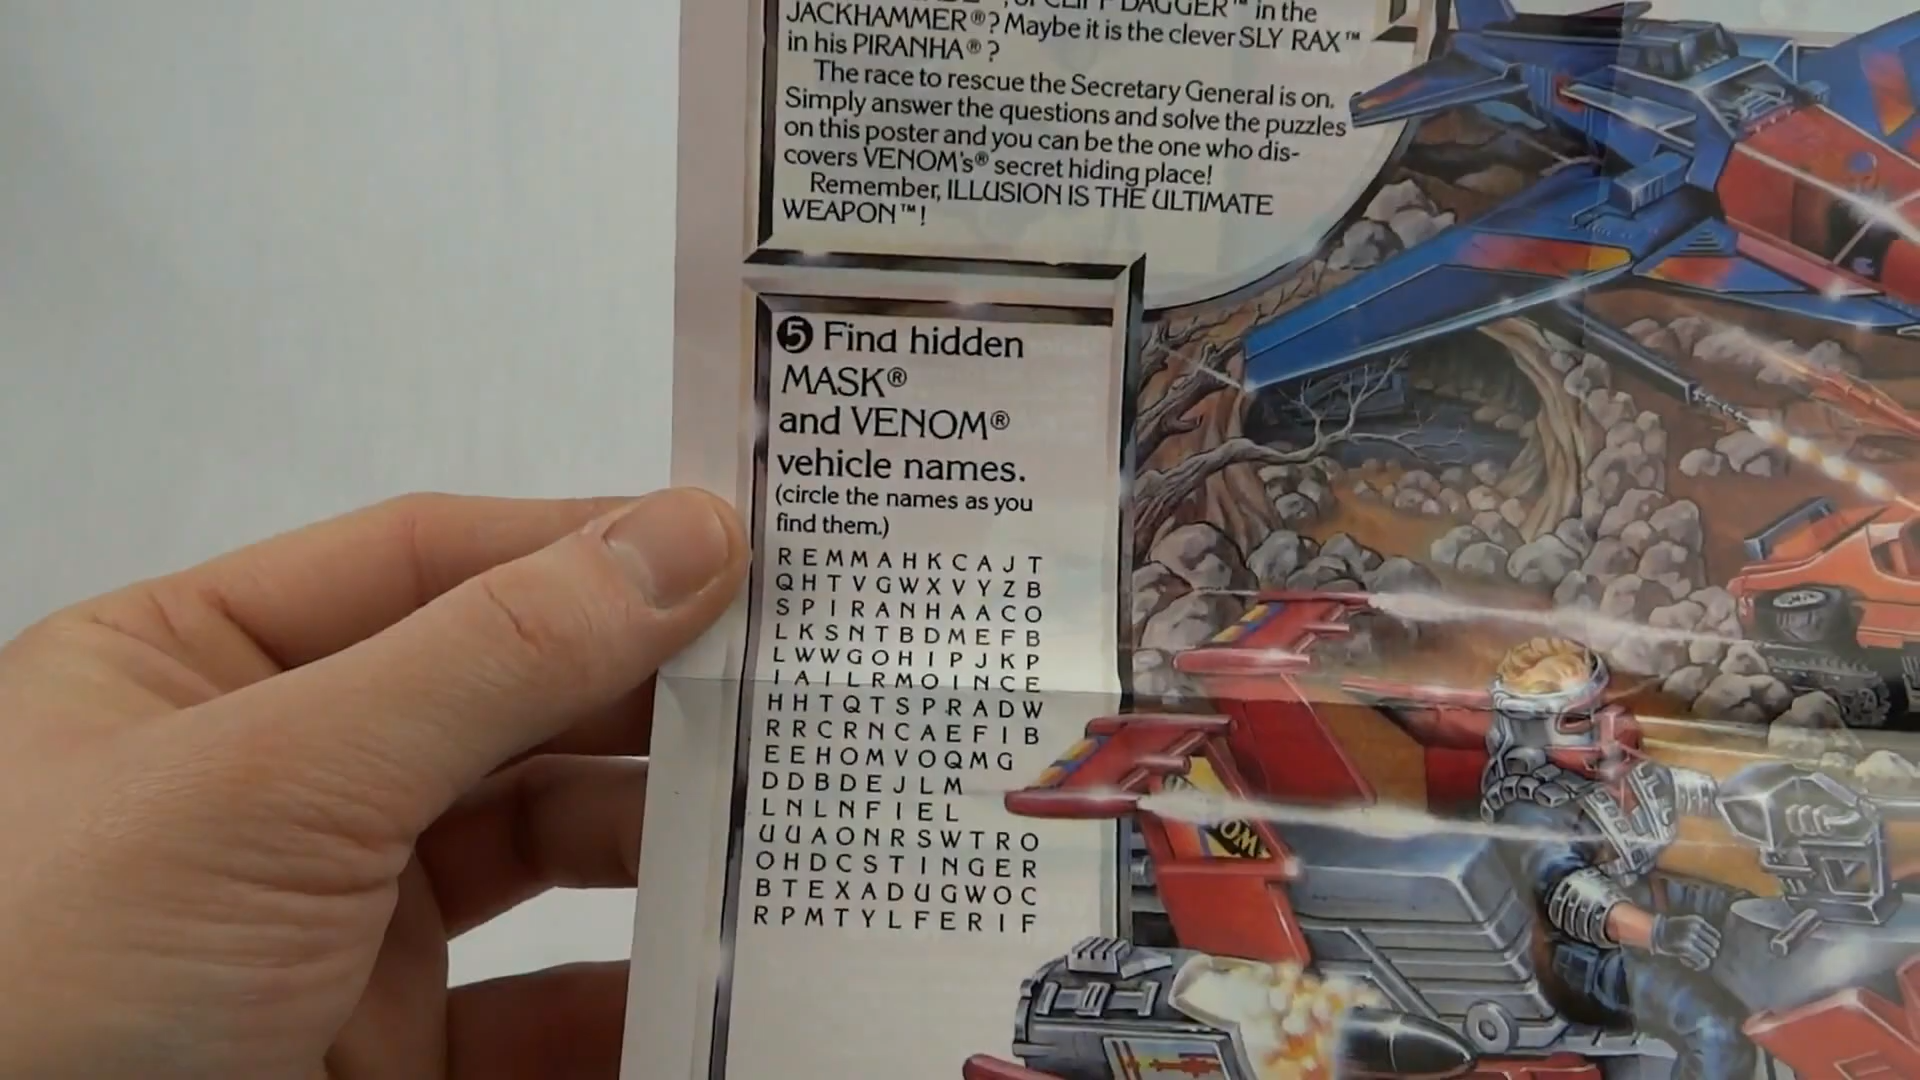 DAGGER™ in the
JACKHAMMER®? Maybe it is the clever SLY RAX™
in his PIRANHA®?
The race to rescue the Secretary General is on.
Simply answer the questions and solve the puzzles
on this poster and you can be the one who dis-
covers VENOM's® secret hiding place!
Remember, ILLUSION IS THE ULTIMATE
WEAPON™!
5 Find hidden
MASK®
and VENOM®
vehicle names.
(circle the names as you
find them.)
R E M M A H K C A J T
Q H T V G W X V Y Z B
S P I R A N H A A C O
L K S N T B D M E F B
L W W G O H I P J K P
I A I L R M O I N C E
H H T Q T S P R A D W
R R C R N C A E F I B
E E H O M V O Q M G
D D B D E J L M
L N L N F I E L
U U A O N R S W T R O
O H D C S T I N G E R
B T E X A D U G W O C
R P M T Y L F E R I F